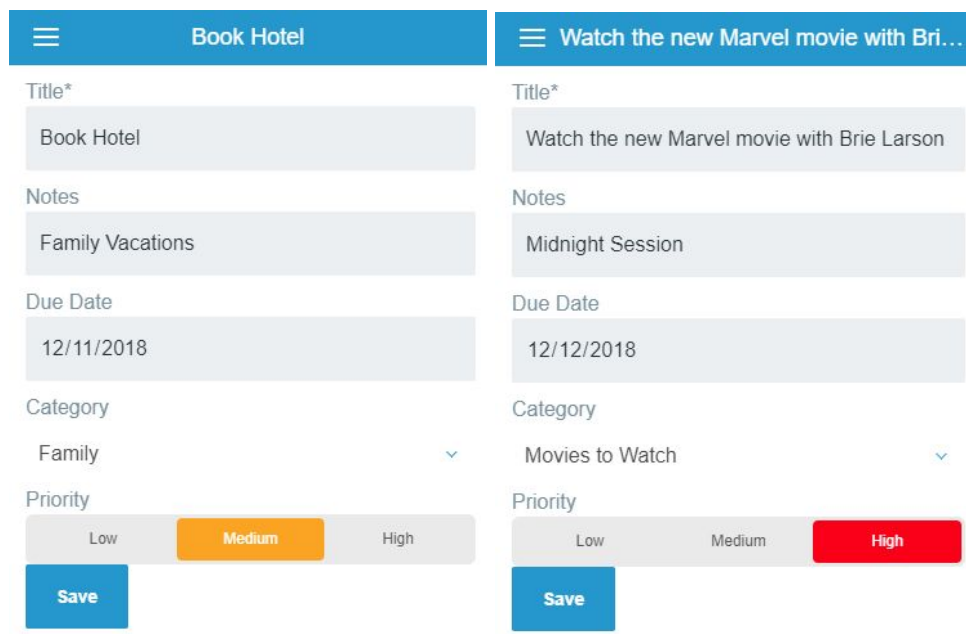 Book Hotel
Title*
Book Hotel
Notes
Family Vacations
Due Date
12/11/2018
Category
Family
Priority
Low Medium High
Save
Watch the new Marvel movie with Bri...
Title*
Watch the new Marvel movie with Brie Larson
Notes
Midnight Session
Due Date
12/12/2018
Category
Movies to Watch
Priority
Low Medium High
Save